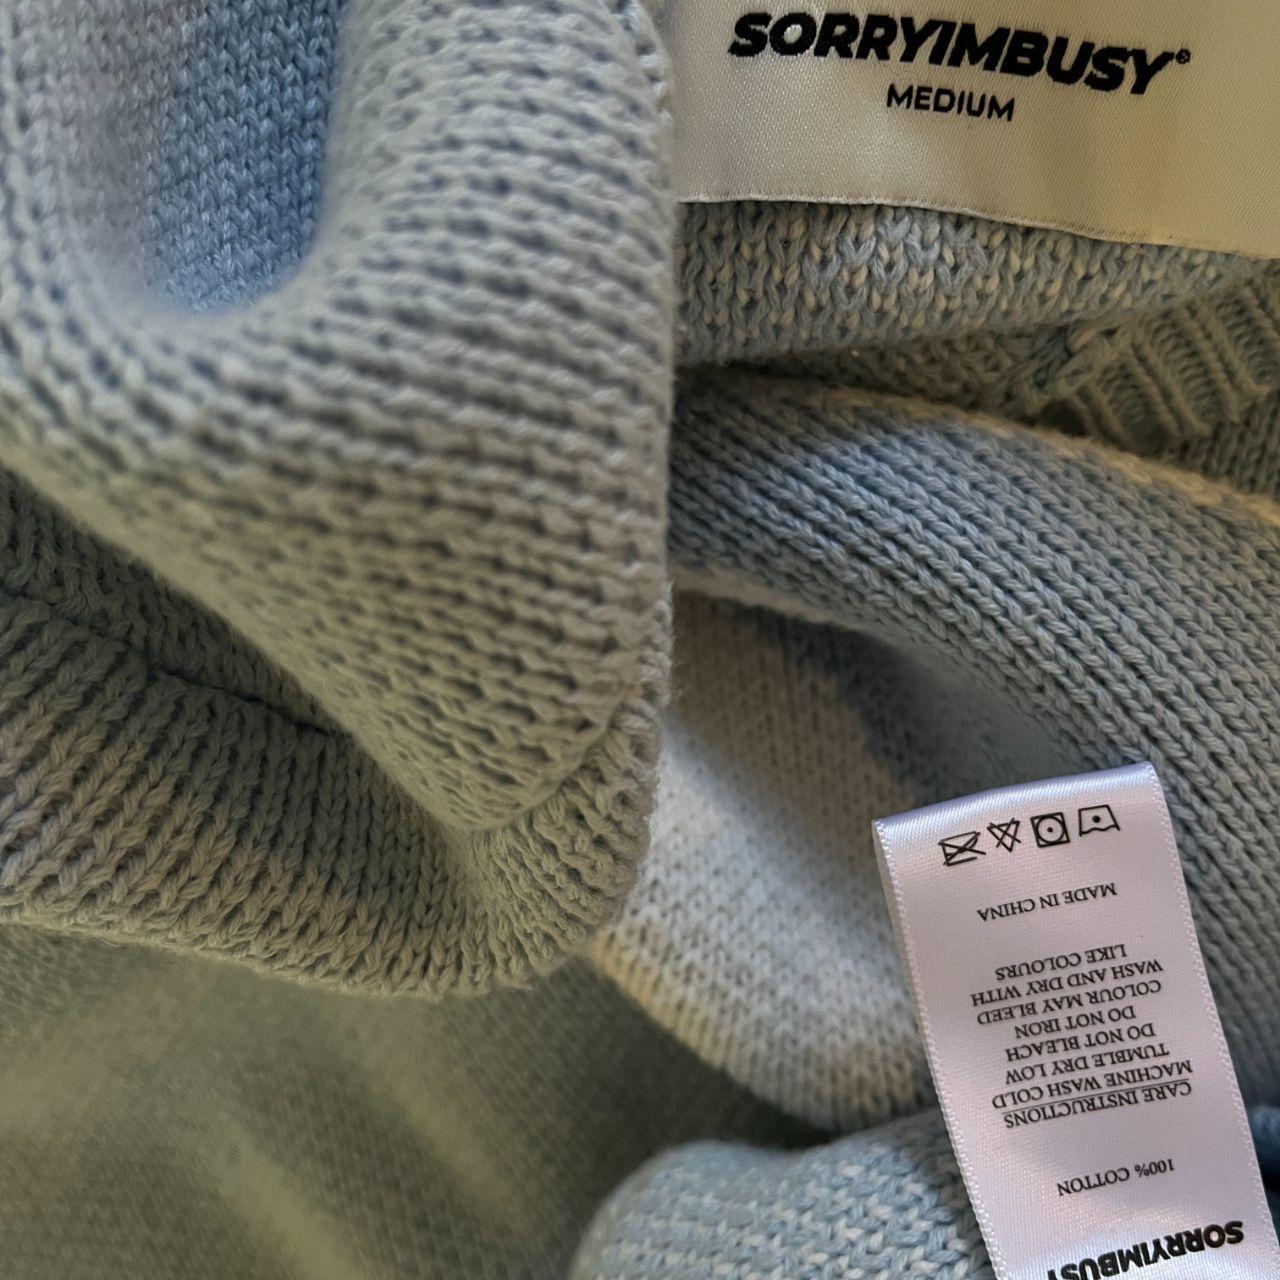 SORRYIMBUSY®
MEDIUM
SORRYIMBUSY
100% COTTON
CARE INSTRUCTIONS
MACHINE WASH COLD
TUMBLE DRY LOW
DO NOT BLEACH
DO NOT IRON
COLOUR MAY BLEED
WASH AND DRY WITH
LIKE COLOURS
MADE IN CHINA